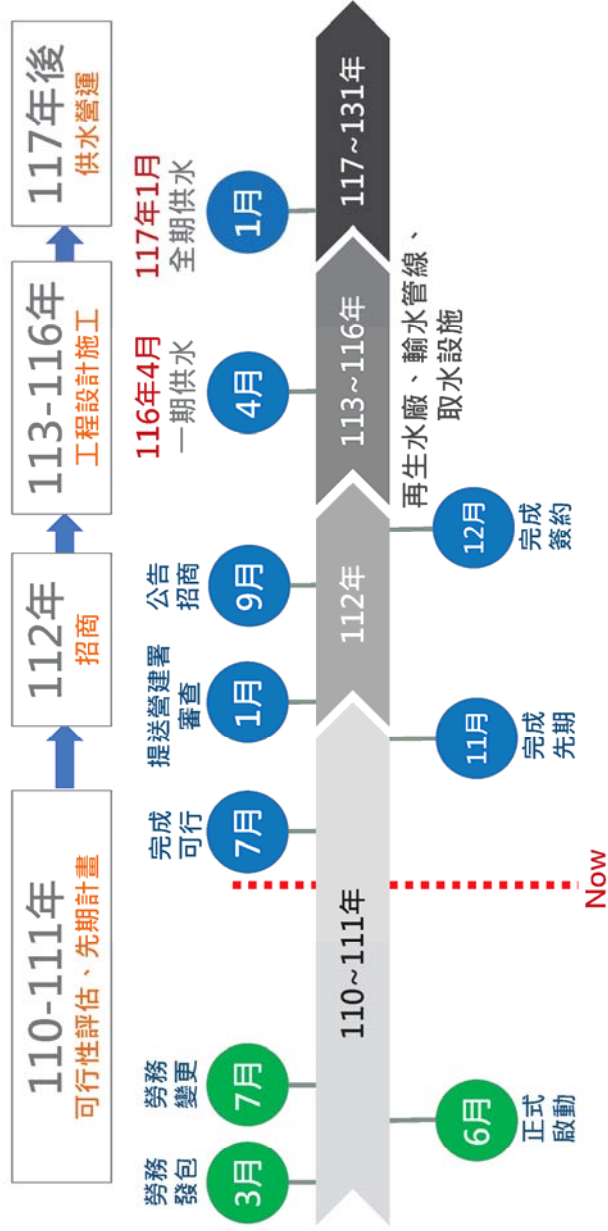 110-111年
可行性評估、先期計畫
112年
招商
113-116年
工程設計施工
117年後
供水營運
勞務
發包
3月
勞務
變更
7月
完成
可行
7月
提送營建署
審查
1月
公告
招商
9月
116年4月
一期供水
4月
117年1月
全期供水
1月
110~111年
112年
113~116年
117~131年
6月
正式
啟動
Now
11月
完成
先期
12月
完成
簽約
再生水廠、輸水管線、
取水設施